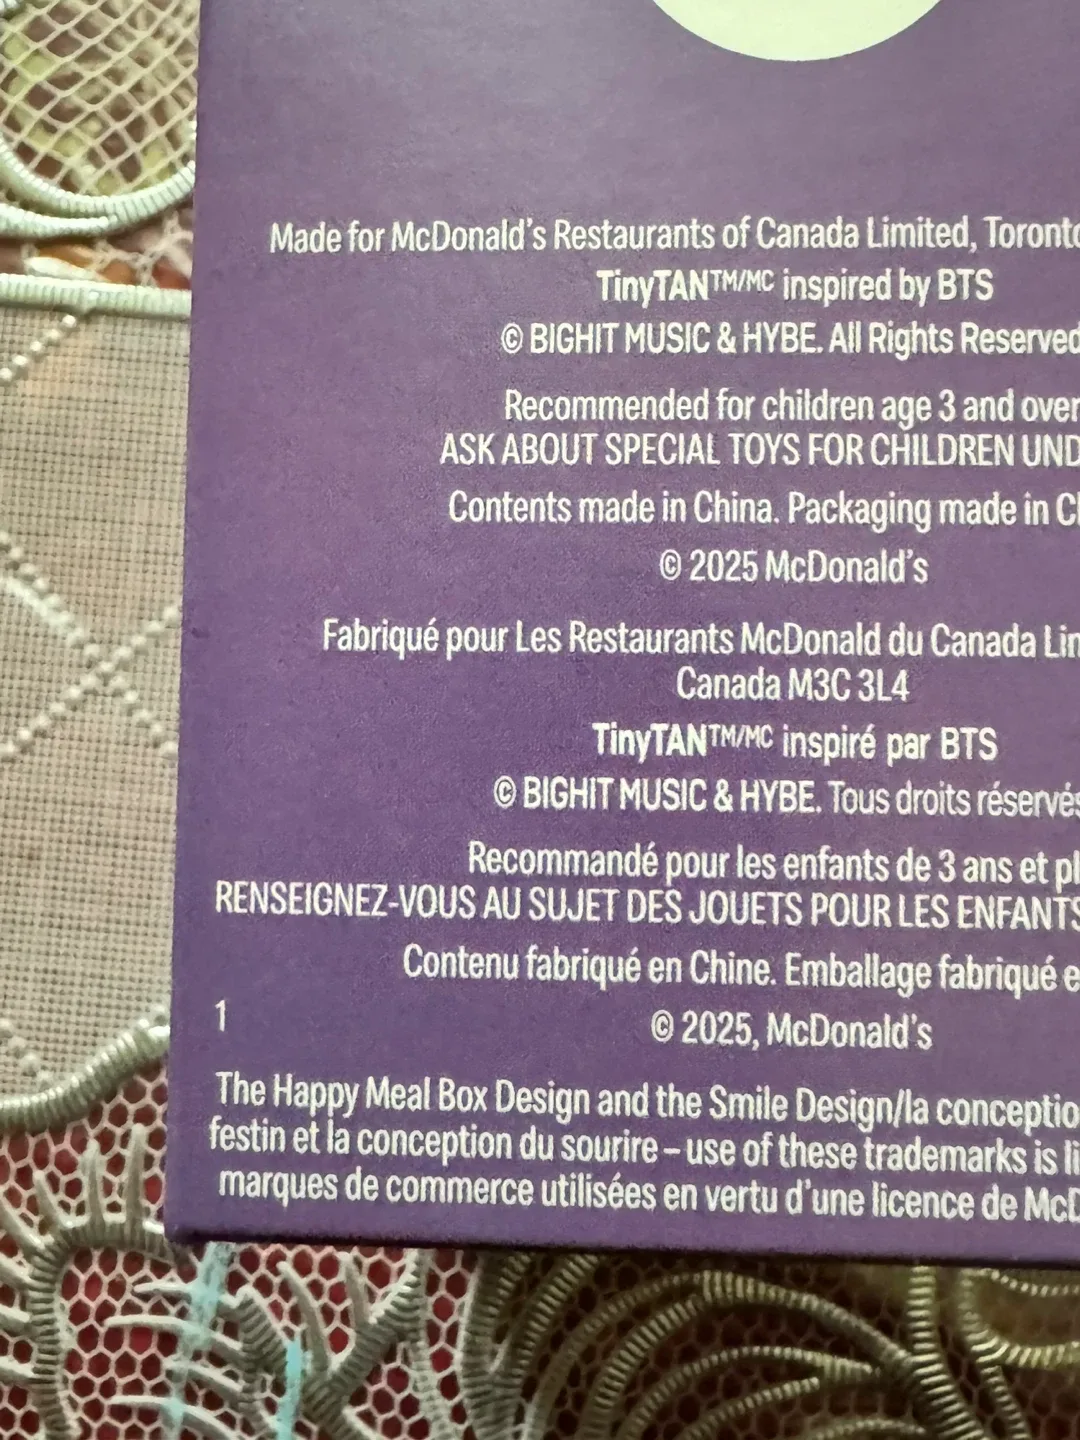 Made for McDonald's Restaurants of Canada Limited, Toronto
TinyTAN™/MC inspired by BTS
© BIGHIT MUSIC & HYBE. All Rights Reserved
Recommended for children age 3 and over
ASK ABOUT SPECIAL TOYS FOR CHILDREN
Contents made in China. Packaging made in
© 2025 McDonald's
Fabriqué pour Les Restaurants McDonald du Canada
Canada M3C 3L4
TinyTAN™/MC inspiré par BTS
© BIGHIT MUSIC & HYBE. Tous droits réservés
Recommandé pour les enfants de 3 ans et
RENSEIGNEZ-VOUS AU SUJET DES JOUETS POUR LES ENFANTS
Contenu fabriqué en Chine. Emballage fabriqué
1
© 2025, McDonald's
The Happy Meal Box Design and the Smile Design/la
festin et la conception du sourire – use of these trademarks is
marques de commerce utilisées en vertu d'une licence de